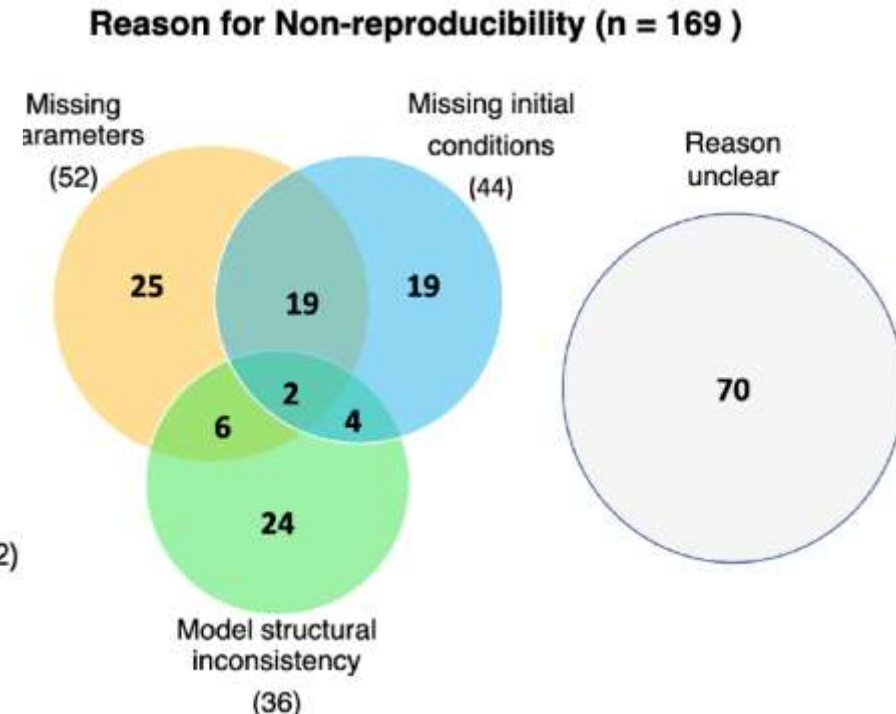 Reason for Non-reproducibility (n = 169 )
Missing
arameters
(52)
Missing initial
conditions
(44)
Reason
unclear
25
19
19
2
6
4
24
70
2)
Model structural
inconsistency
(36)